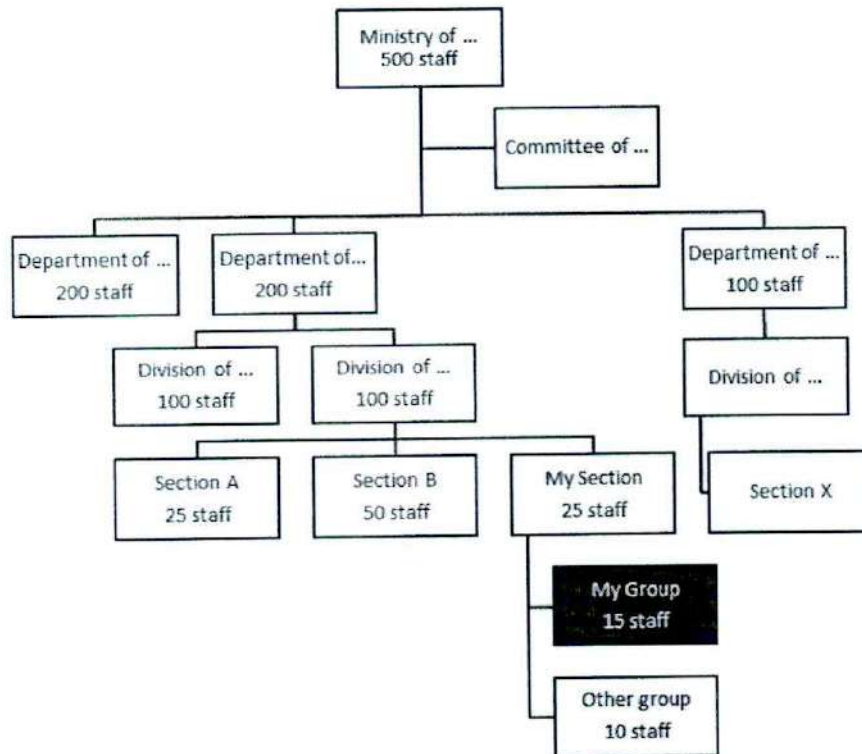 Ministry of ...
500 staff
Committee of ...
Department of ...
200 staff
Department of...
200 staff
Department of ...
100 staff
Division of ...
100 staff
Division of ...
100 staff
Division of ...
Section A
25 staff
Section B
50 staff
My Section
25 staff
Section X
My Group
15 staff
Other group
10 staff